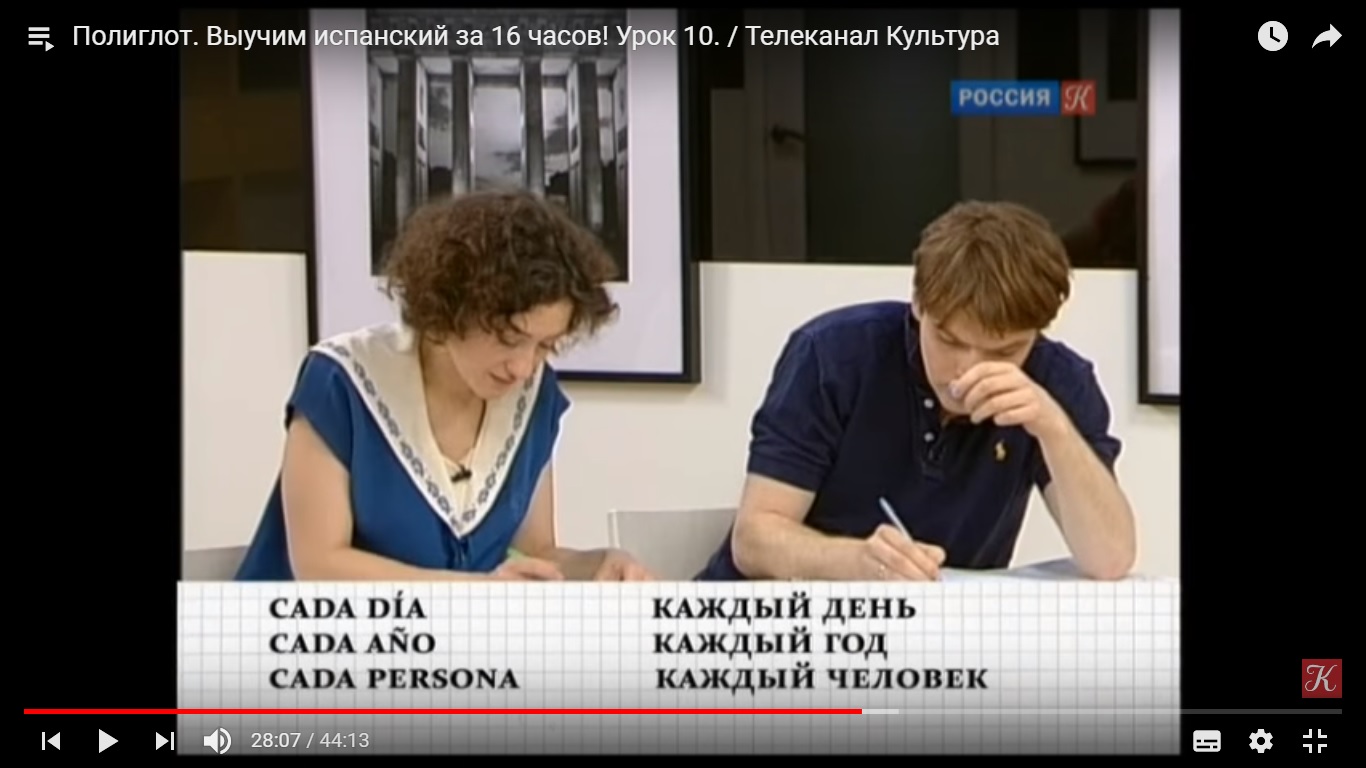 Полиглот. Выучим испанский за 16 часов! Урок 10. / Телеканал Культура
РОССИЯ К
CADA DÍA КАЖДЫЙ ДЕНЬ
CADA AÑO КАЖДЫЙ ГОД
CADA PERSONA КАЖДЫЙ ЧЕЛОВЕК
К
28:07 / 44:13